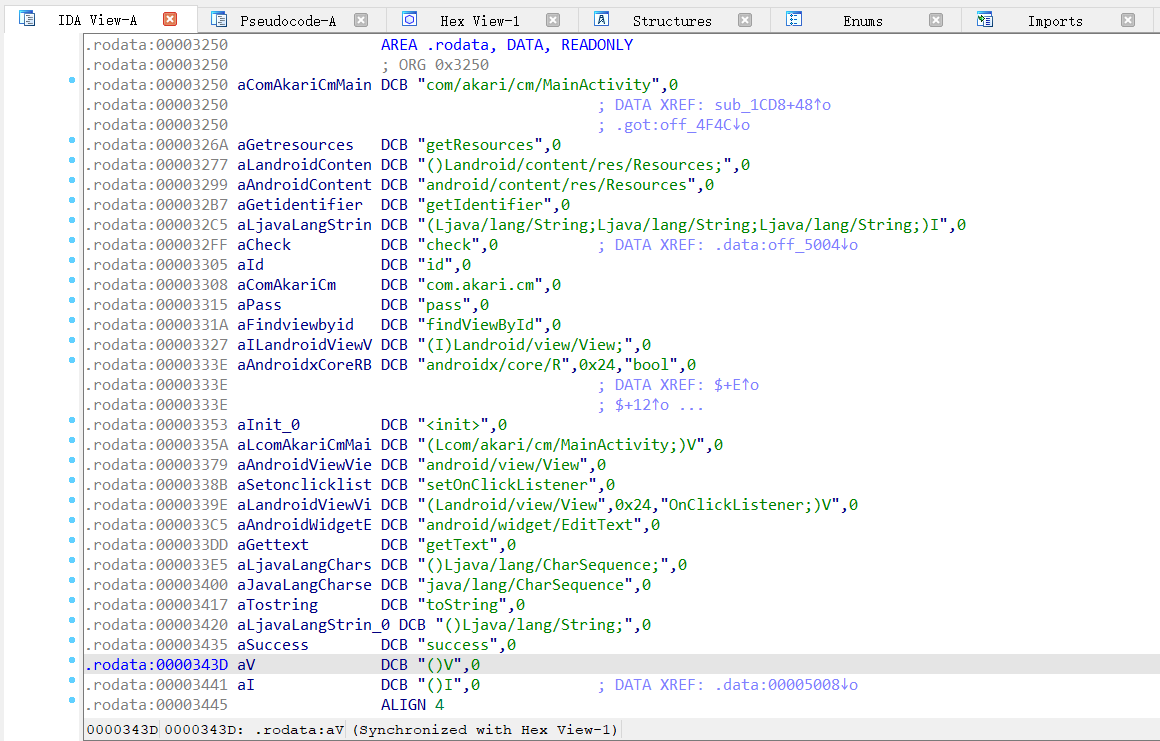 IDA View-A Pseudocode-A Hex View-1 Structures Enums Imports
.rodata:00003250 AREA .rodata, DATA, READONLY
.rodata:00003250 ; ORG 0x3250
.rodata:00003250 aComAkariCmMain DCB "com/akari/cm/MainActivity",0
.rodata:00003250 ; DATA XREF: sub_1CD8+48↑o
.rodata:00003250 ; .got:off_4F4C↓o
.rodata:0000326A aGetresources DCB "getResources",0
.rodata:00003277 aLandroidConten DCB "()Landroid/content/res/Resources;",0
.rodata:00003299 aAndroidContent DCB "android/content/res/Resources",0
.rodata:000032B7 aGetidentifier DCB "getIdentifier",0
.rodata:000032C5 aLjavaLangStrin DCB "(Ljava/lang/String;Ljava/lang/String;Ljava/lang/String;)I",0
.rodata:000032FF aCheck DCB "check",0 ; DATA XREF: .data:off_5004↓o
.rodata:00003305 aId DCB "id",0
.rodata:00003308 aComAkariCm DCB "com.akari.cm",0
.rodata:00003315 aPass DCB "pass",0
.rodata:0000331A aFindviewbyid DCB "findViewById",0
.rodata:00003327 aILandroidViewV DCB "(I)Landroid/view/View;",0
.rodata:0000333E aAndroidxCoreRB DCB "androidx/core/R",0x24,"bool",0
.rodata:0000333E ; DATA XREF: $+E↑o
.rodata:0000333E ; $+12↑o ...
.rodata:00003353 aInit_0 DCB "<init>",0
.rodata:0000335A aLcomAkariCmMai DCB "(Lcom/akari/cm/MainActivity;)V",0
.rodata:00003379 aAndroidViewVie DCB "android/view/View",0
.rodata:0000338B aSetonclicklist DCB "setOnClickListener",0
.rodata:0000339E aLandroidViewVi DCB "(Landroid/view/View",0x24,"OnClickListener;)V",0
.rodata:000033C5 aAndroidWidgetE DCB "android/widget/EditText",0
.rodata:000033DD aGettext DCB "getText",0
.rodata:000033E5 aLjavaLangChars DCB "()Ljava/lang/CharSequence;",0
.rodata:00003400 aJavaLangCharse DCB "java/lang/CharSequence",0
.rodata:00003417 aTostring DCB "toString",0
.rodata:00003420 aLjavaLangStrin_0 DCB "()Ljava/lang/String;",0
.rodata:00003435 aSuccess DCB "success",0
.rodata:0000343D aV DCB "()V",0
.rodata:00003441 aI DCB "()I",0 ; DATA XREF: .data:00005008↓o
.rodata:00003445 ALIGN 4
0000343D 0000343D: .rodata:aV (Synchronized with Hex View-1)